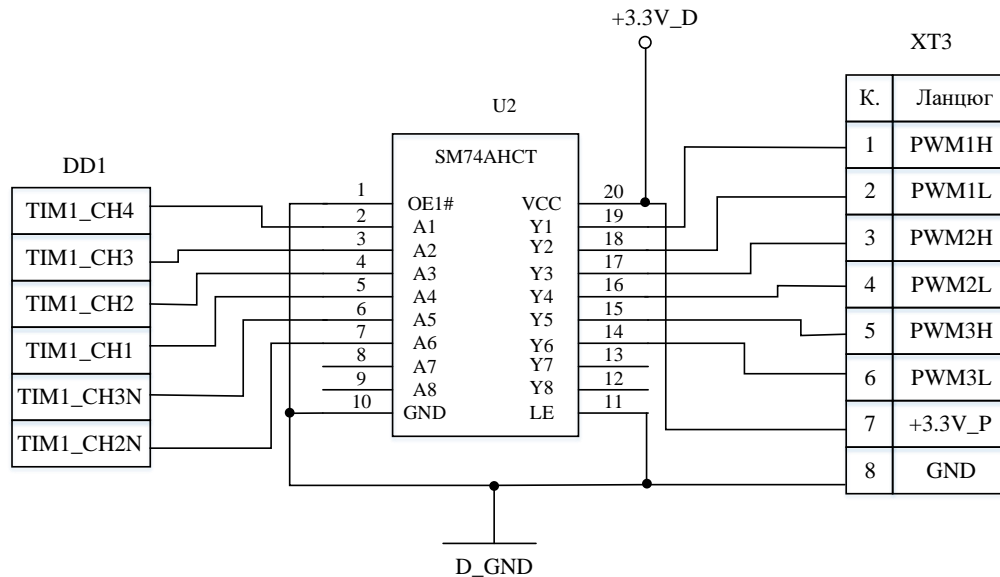 +3.3V_D
XT3
U2
К. Ланцюг
1 PWM1H
2 PWM1L
3 PWM2H
4 PWM2L
5 PWM3H
6 PWM3L
7 +3.3V_P
8 GND
DD1
TIM1_CH4
TIM1_CH3
TIM1_CH2
TIM1_CH1
TIM1_CH3N
TIM1_CH2N
SM74AHCT
1 OE1# VCC 20
2 A1 Y1 19
3 A2 Y2 18
4 A3 Y3 17
5 A4 Y4 16
6 A5 Y5 15
7 A6 Y6 14
8 A7 Y7 13
9 A8 Y8 12
10 GND LE 11
D_GND